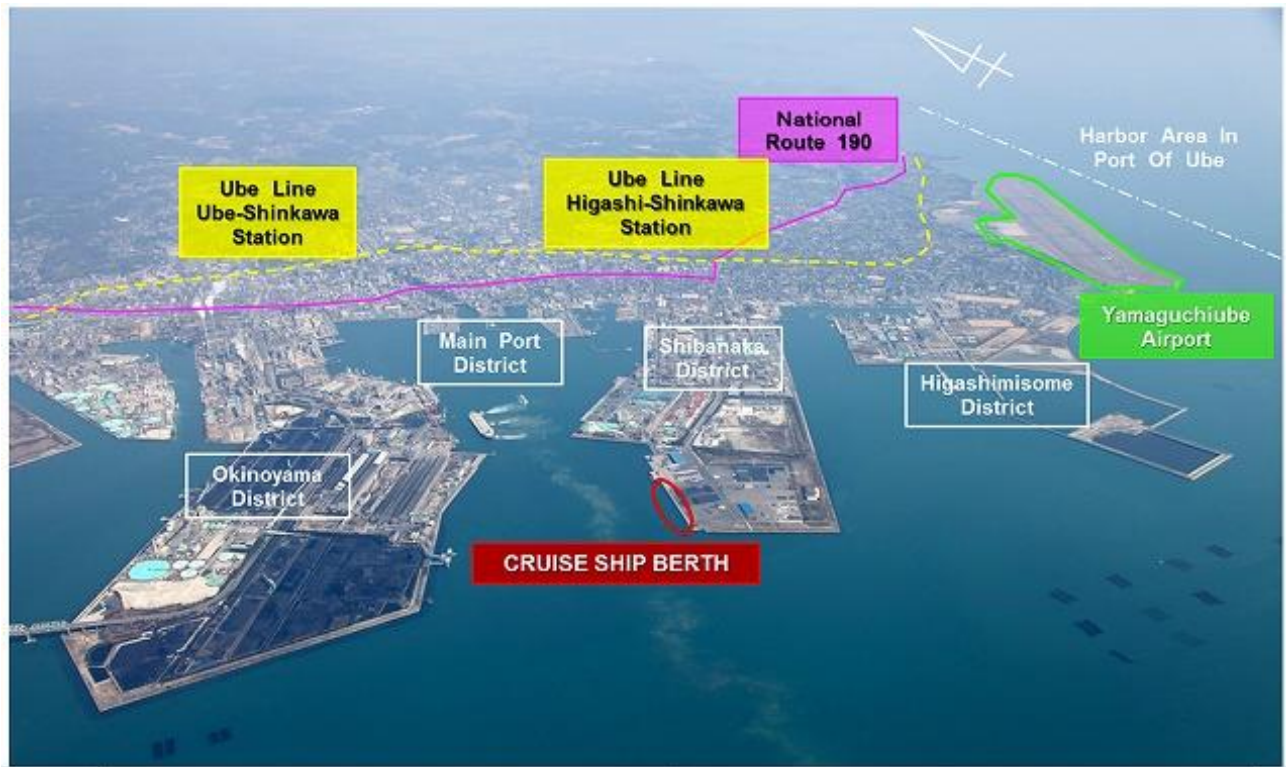 National
Route 190
Harbor Area In
Port Of Ube
Ube Line
Ube-Shinkawa
Station
Ube Line
Higashi-Shinkawa
Station
Yamaguchiube
Airport
Main Port
District
Shibanaka
District
Higashimisome
District
Okinoyama
District
CRUISE SHIP BERTH